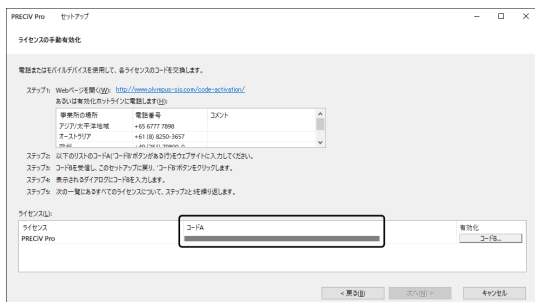 PRECiV Pro セットアップ
ライセンスの手動有効化
電話またはモバイルデバイスを使用して、各ライセンスのコードを交換します。
ステップ1: Webページを開く(W): http://www.olympus-sis.com/code-activation/
あるいは有効化ホットラインに電話します(H):
事業所の場所 電話番号 コメント
アジア/太平洋地域 +65 6777 7898
オーストラリア +61 (8) 8250-3657
ステップ2: 以下のリストのコードA('コードB'ボタンがある行)をウェブサイトに入力してください。
ステップ3: コードBを受信し、このセットアップに戻り、'コードB'ボタンをクリックします。
ステップ4: 表示されるダイアログにコードBを入力します。
ステップ5: 次の一覧にあるすべてのライセンスについて、ステップ2と3を繰り返します。
ライセンス(L):
ライセンス コードA 有効化
PRECiV Pro コードB...
< 戻る(B) 次へ(N) > キャンセル